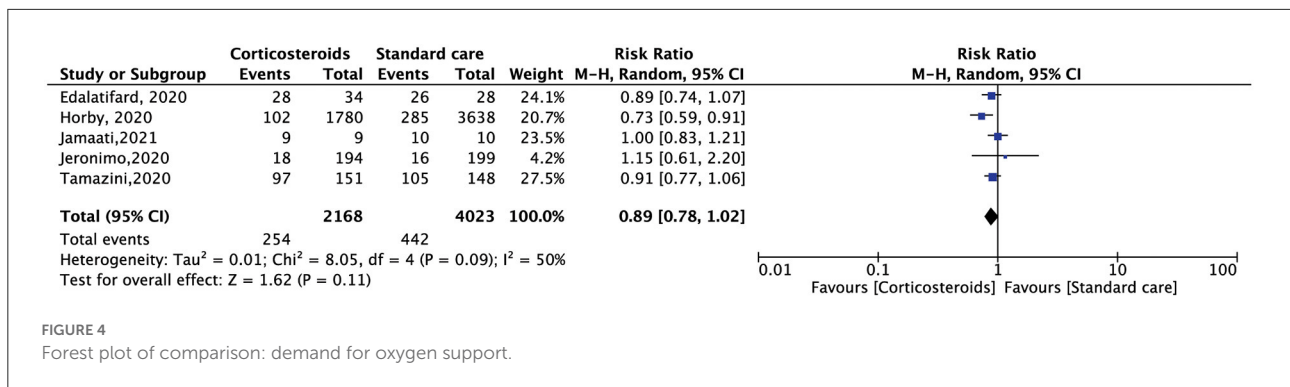 Corticosteroids Standard care Risk Ratio Risk Ratio
Study or Subgroup Events Total Events Total Weight M-H, Random, 95% CI M-H, Random, 95% CI
Edalatifard, 2020 28 34 26 28 24.1% 0.89 [0.74, 1.07]
Horby, 2020 102 1780 285 3638 20.7% 0.73 [0.59, 0.91]
Jamaati,2021 9 9 10 10 23.5% 1.00 [0.83, 1.21]
Jeronimo,2020 18 194 16 199 4.2% 1.15 [0.61, 2.20]
Tamazini,2020 97 151 105 148 27.5% 0.91 [0.77, 1.06]
Total (95% CI) 2168 4023 100.0% 0.89 [0.78, 1.02]
Total events 254 442
Heterogeneity: Tau² = 0.01; Chi² = 8.05, df = 4 (P = 0.09); I² = 50%
Test for overall effect: Z = 1.62 (P = 0.11)
0.01 0.1 1 10 100
Favours [Corticosteroids] Favours [Standard care]
FIGURE 4
Forest plot of comparison: demand for oxygen support.